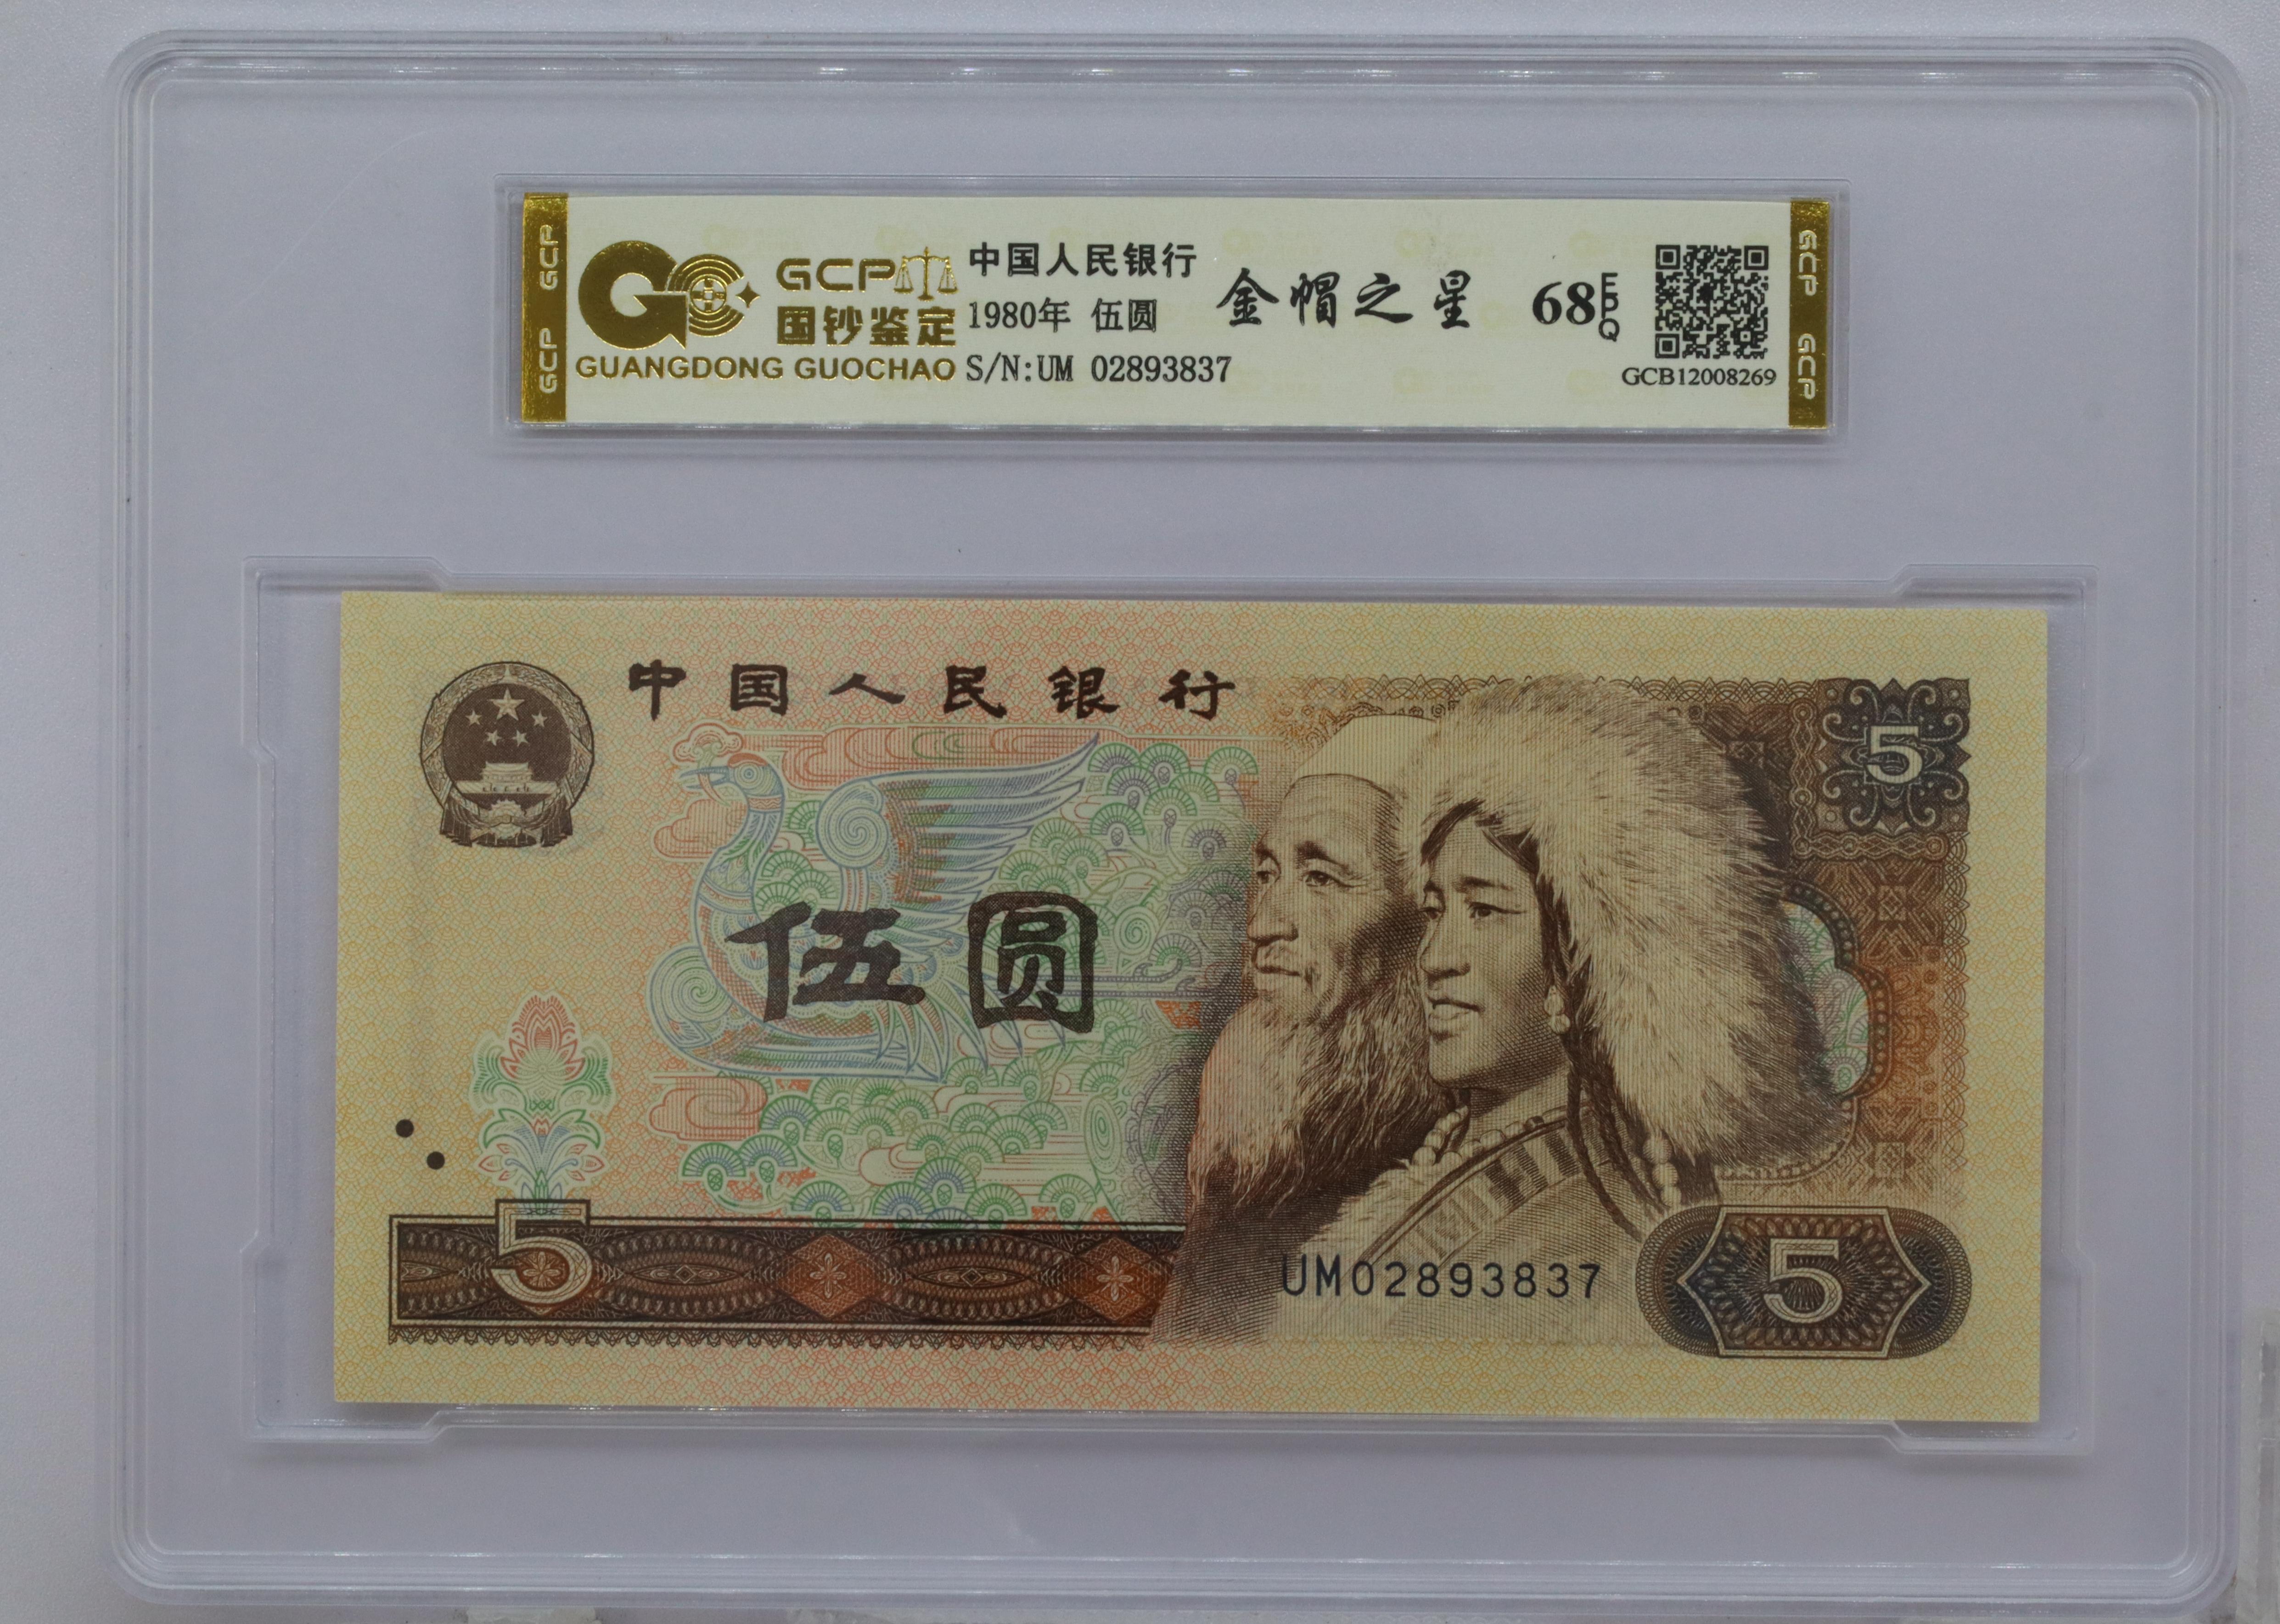 GCP
GCP
GCP
国钞鉴定
GUANGDONG GUOCHAO
中国人民银行
1980年 伍圆
S/N:UM 02893837
金帽之星
68EPQ
GCB12008269
GCP
GCP
中国人民银行
5
伍圆
5
UM02893837
5